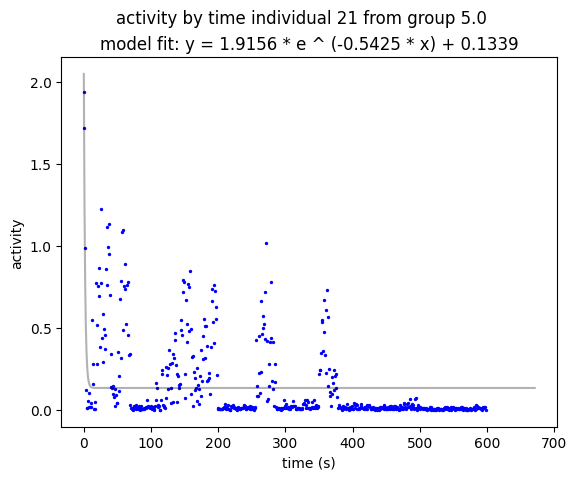 activity by time individual 21 from group 5.0
model fit: y = 1.9156 * e ^ (-0.5425 * x) + 0.1339
2.0
1.5
1.0
0.5
0.0
activity
0 100 200 300 400 500 600 700
time (s)